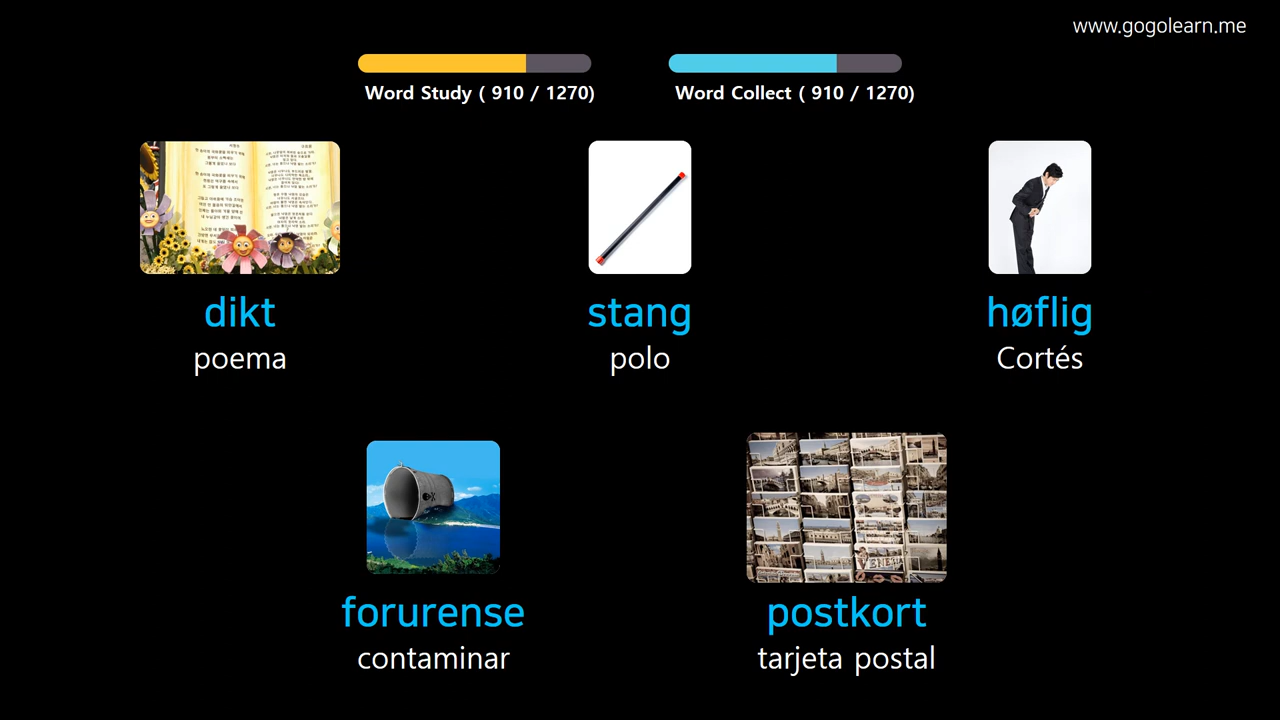 www.gogolearn.me
Word Study ( 910 / 1270)
Word Collect ( 910 / 1270)
dikt
poema
stang
polo
høflig
Cortés
forurense
contaminar
postkort
tarjeta postal